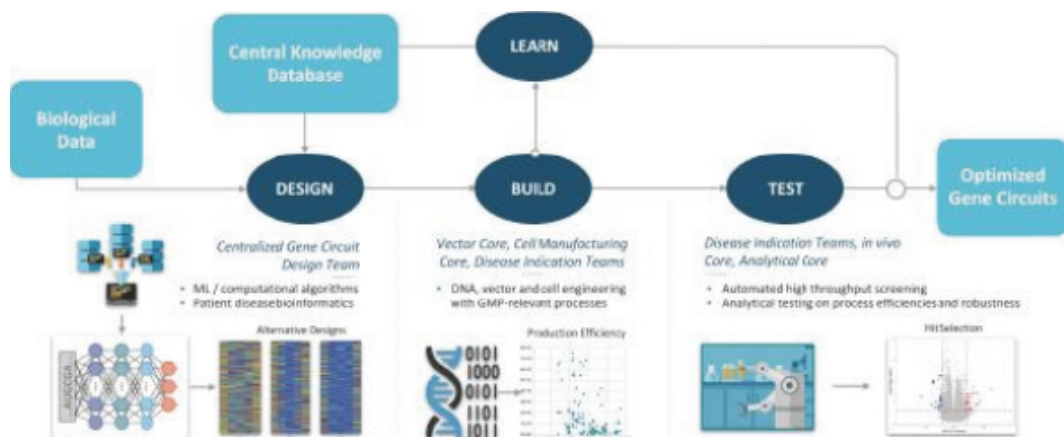 Central Knowledge
Database
LEARN
Biological
Data
DESIGN
BUILD
TEST
Optimized
Gene Circuits
Centralized Gene Circuit
Design Team
• ML / computational algorithms
• Patient disease bioinformatics
Vector Core, Cell Manufacturing
Core, Disease Indication Teams
• DNA, vector and cell engineering
with GMP-relevant processes
Disease Indication Teams, in vivo
Core, Analytical Core
• Automated high throughput screening
• Analytical testing on process efficiencies and robustness
Alternative Designs
Production Efficiency
Hit Selection
AUGCGGA
0101
1000
0101
1101
1011